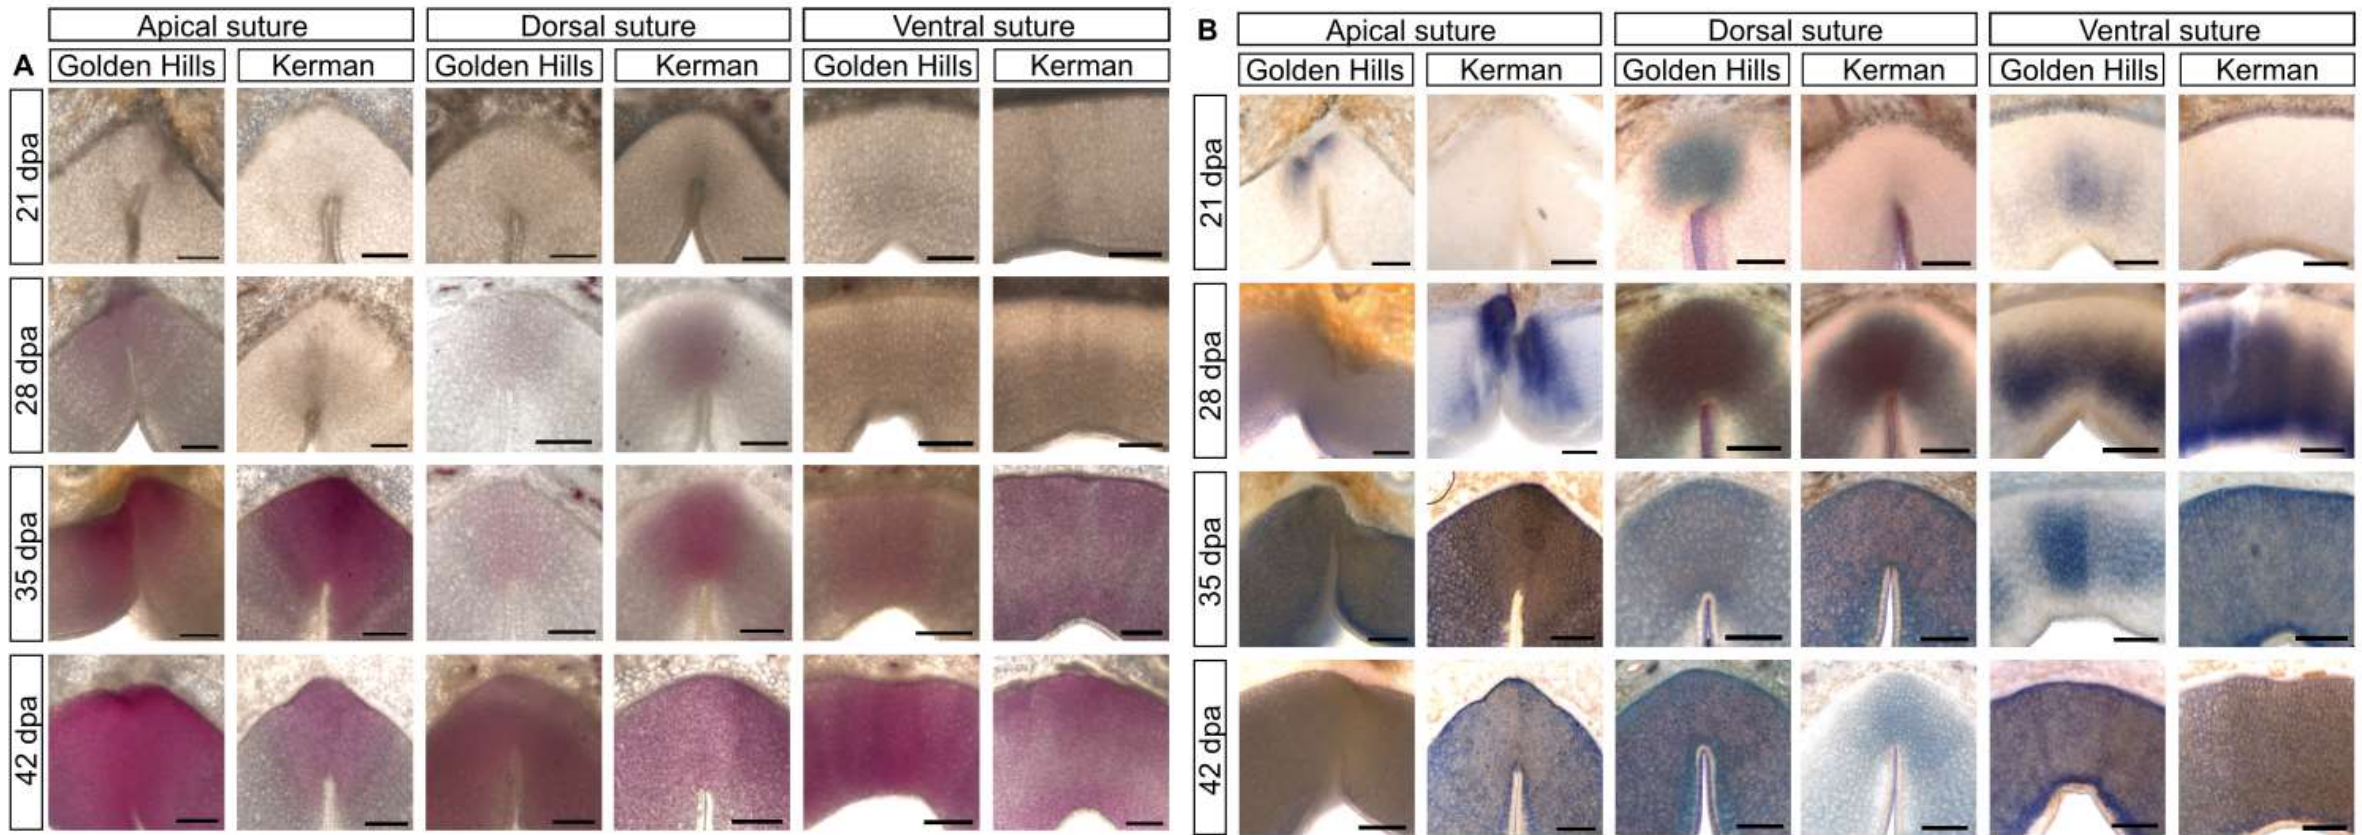 Apical suture Dorsal suture Ventral suture
A Golden Hills Kerman Golden Hills Kerman Golden Hills Kerman
21 dpa
28 dpa
35 dpa
42 dpa
B Apical suture Dorsal suture Ventral suture
Golden Hills Kerman Golden Hills Kerman Golden Hills Kerman
21 dpa
28 dpa
35 dpa
42 dpa